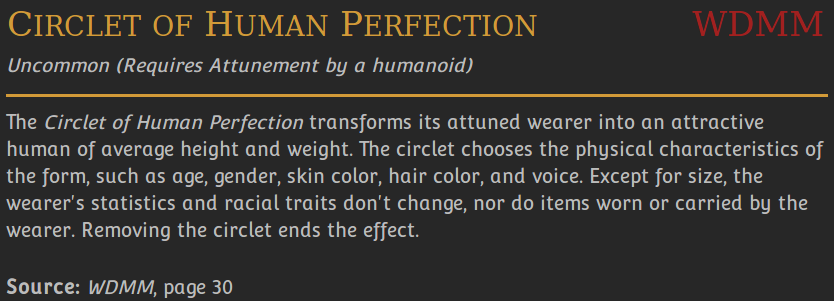 Circlet of Human Perfection WDMM
Uncommon (Requires Attunement by a humanoid)
The Circlet of Human Perfection transforms its attuned wearer into an attractive
human of average height and weight. The circlet chooses the physical characteristics of
the form, such as age, gender, skin color, hair color, and voice. Except for size, the
wearer's statistics and racial traits don't change, nor do items worn or carried by the
wearer. Removing the circlet ends the effect.
Source: WDMM, page 30